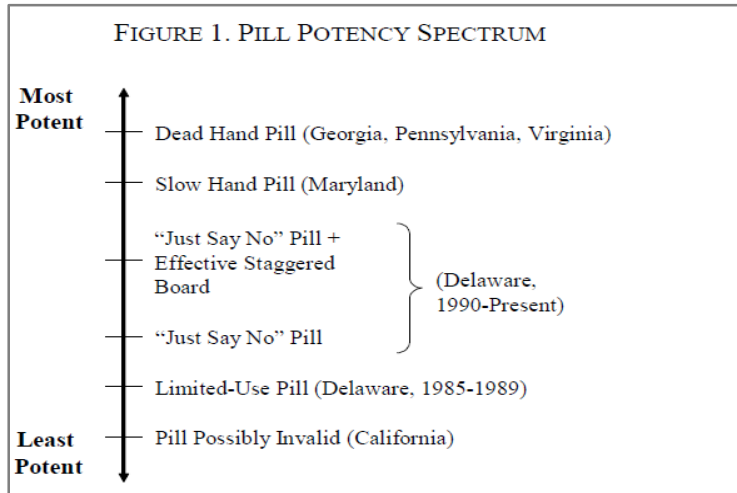 FIGURE 1. PILL POTENCY SPECTRUM
Most
Potent
Dead Hand Pill (Georgia, Pennsylvania, Virginia)
Slow Hand Pill (Maryland)
“Just Say No” Pill +
Effective Staggered
Board
(Delaware,
1990-Present)
“Just Say No” Pill
Limited-Use Pill (Delaware, 1985-1989)
Pill Possibly Invalid (California)
Least
Potent